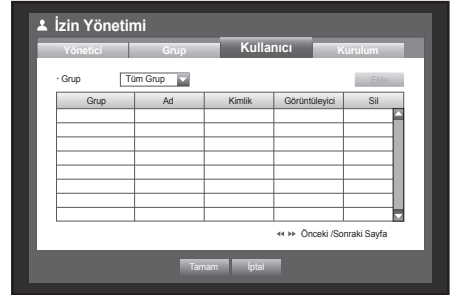 İzin Yönetimi
Yönetici Grup Kullanıcı Kurulum
· Grup Tüm Grup Ekle
Grup Ad Kimlik Görüntüleyici Sil
Önceki /Sonraki Sayfa
Tamam İptal